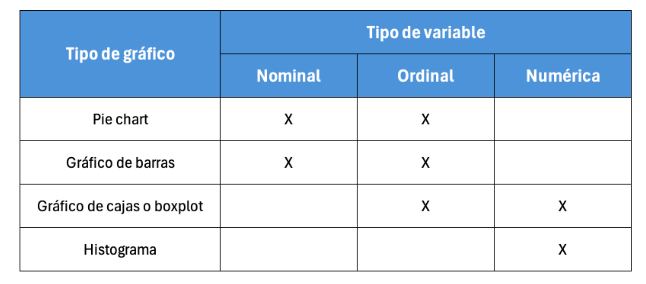 Tipo de gráfico
Tipo de variable
Nominal Ordinal Numérica
Pie chart X X
Gráfico de barras X X
Gráfico de cajas o boxplot X X
Histograma X